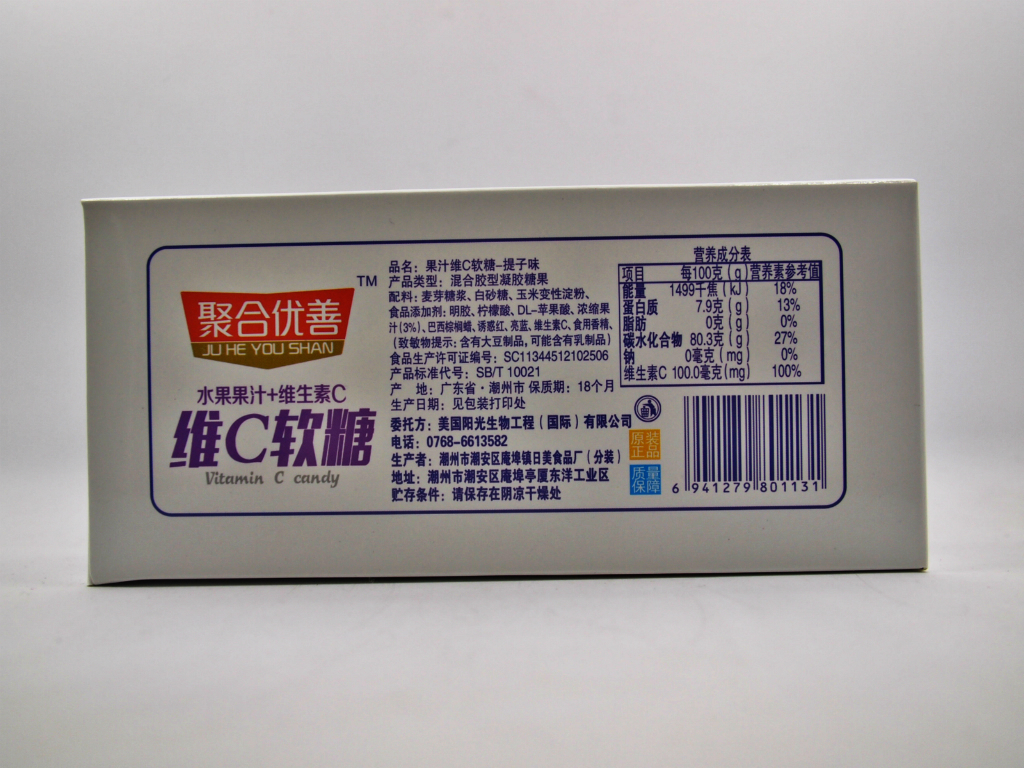 聚合优善
TM
JU HE YOU SHAN
水果果汁+维生素C
维C软糖
Vitamin C candy
品名：果汁维C软糖-提子味
产品类型：混合胶型凝胶糖果
配料：麦芽糖浆、白砂糖、玉米变性淀粉、
食品添加剂：明胶、柠檬酸、DL-苹果酸、浓缩果
汁(3%)、巴西棕榈蜡、诱惑红、亮蓝、维生素C、食用香精、
(致敏物提示：含有大豆制品，可能含有乳制品)
食品生产许可证编号：SC11344512102506
产品标准代号：SB/T 10021
产 地：广东省·潮州市 保质期：18个月
生产日期：见包装打印处
委托方：美国阳光生物工程（国际）有限公司
电话：0768-6613582
生产者：潮州市潮安区庵埠镇日美食品厂（分装）
地址：潮州市潮安区庵埠亭厦东洋工业区
贮存条件：请保存在阴凉干燥处
营养成分表
项目 每100克（g） 营养素参考值
能量 1499千焦（kJ） 18%
蛋白质 7.9克（g） 13%
脂肪 0克（g） 0%
碳水化合物 80.3克（g） 27%
钠 0毫克（mg） 0%
维生素C 100.0毫克(mg) 100%
原装
正品
质量
保障
6 941279 801131